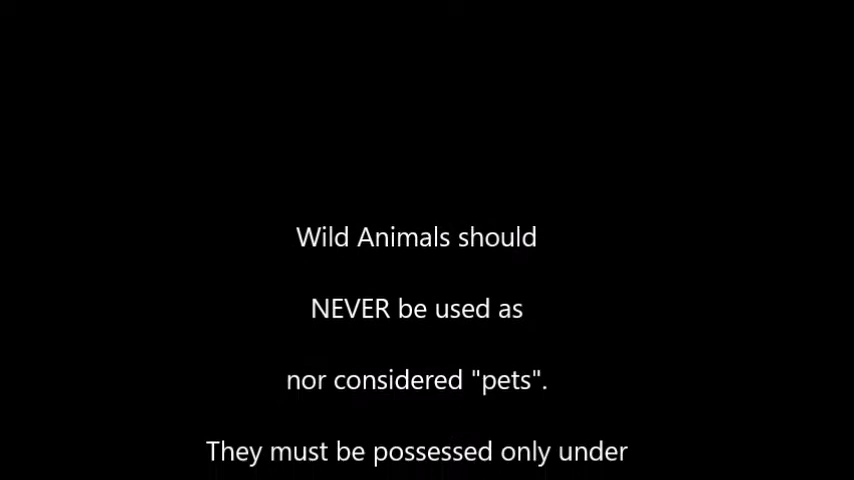 Wild Animals should
NEVER be used as
nor considered "pets".
They must be possessed only under